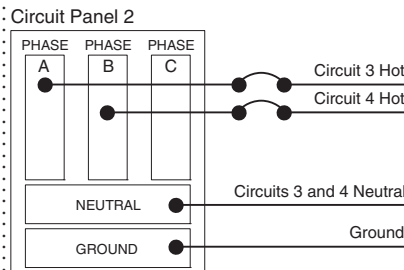 Circuit Panel 2
PHASE PHASE PHASE
A B C
Circuit 3 Hot
Circuit 4 Hot
Circuits 3 and 4 Neutral
NEUTRAL
Ground
GROUND